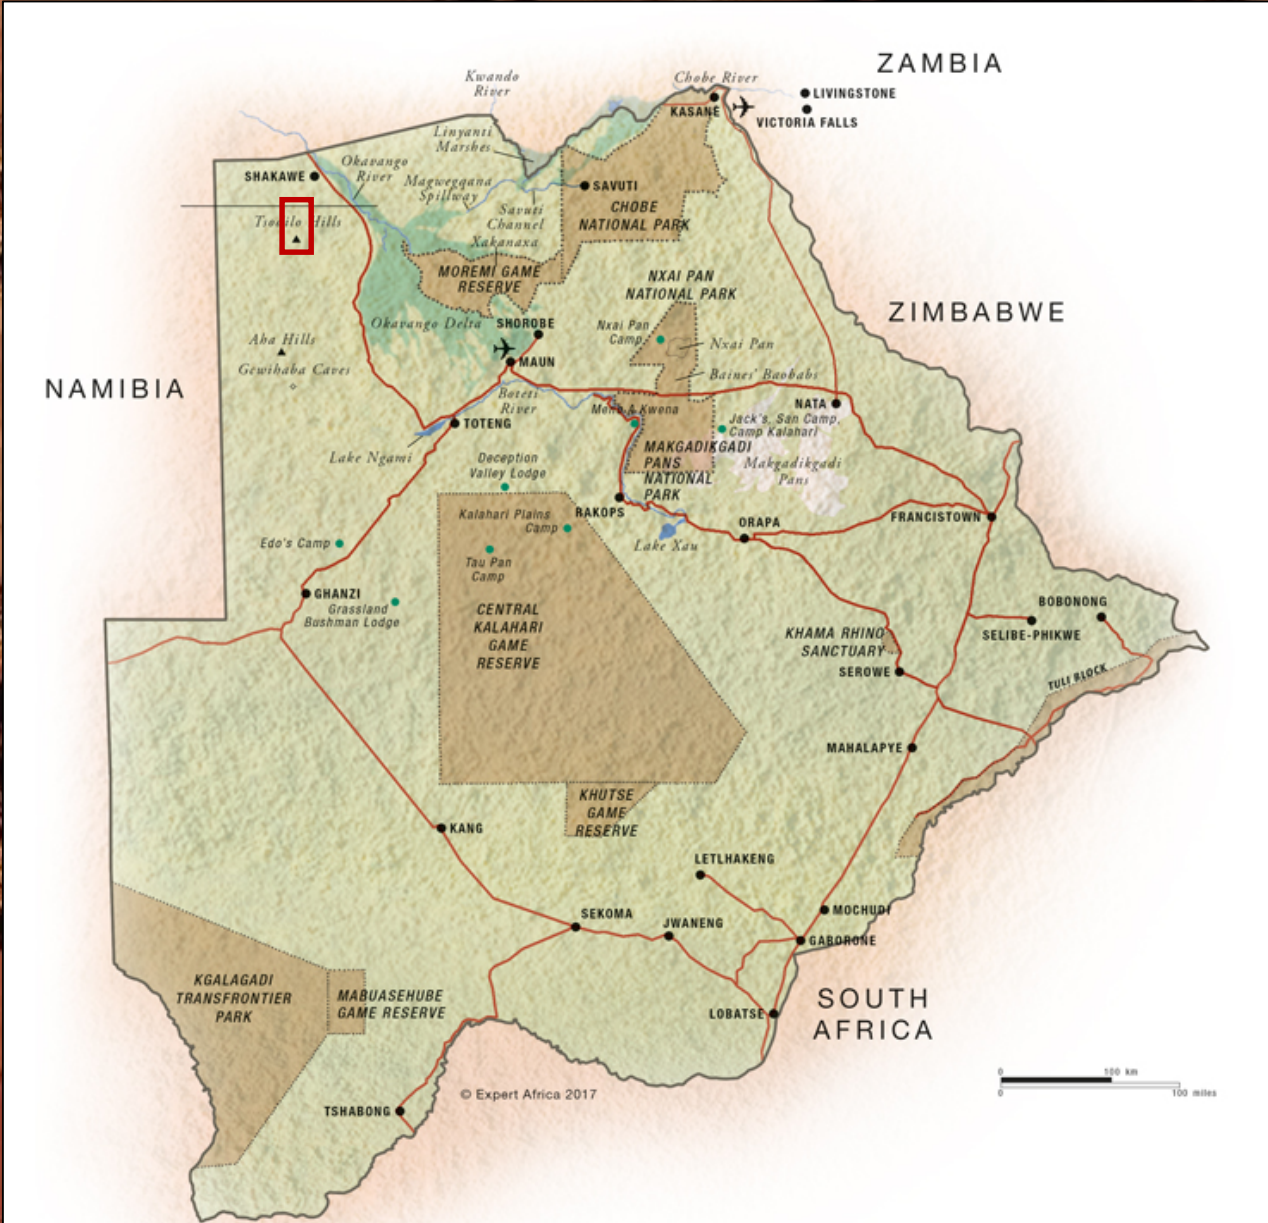 ZAMBIA
Kwando
River
Chobe River
LIVINGSTONE
VICTORIA FALLS
KASANE
Linyanti
Marshes
Okavango
River
SHAKAWE
Magweggana
Spillway
SAVUTI
Savuti
Channel
Xakanaxa
CHOBE
NATIONAL PARK
Hills
MOREMI GAME
RESERVE
NXAI PAN
NATIONAL PARK
ZIMBABWE
Okavango Delta
SHOROBE
Nxai Pan
Camp
Nxai Pan
Aha Hills
Gcwihaba Caves
MAUN
Baines' Baobabs
NAMIBIA
Boteti
River
Meno A Kwena
NATA
TOTENG
Jack's, San Camp,
Camp Kalahari
MAKGADIKGADI
PANS
NATIONAL
PARK
Makgadikgadi
Pans
Lake Ngami
Deception
Valley Lodge
RAKOPS
Kalahari Plains
Camp
ORAPA
FRANCISTOWN
Edo's Camp
Lake Xau
Tau Pan
Camp
GHANZI
Grassland
Bushman Lodge
CENTRAL
KALAHARI
GAME
RESERVE
BOBONONG
SELIBE-PHIKWE
KHAMA RHINO
SANCTUARY
SEROWE
TULI BLOCK
MAHALAPYE
KHUTSE
GAME
RESERVE
KANG
LETLHAKENG
SEKOMA
JWANENG
MOCHUDI
GABORONE
KGALAGADI
TRANSFRONTIER
PARK
MABUASEHUBE
GAME RESERVE
LOBATSE
SOUTH
AFRICA
0 100 km
0 100 miles
© Expert Africa 2017
TSHABONG